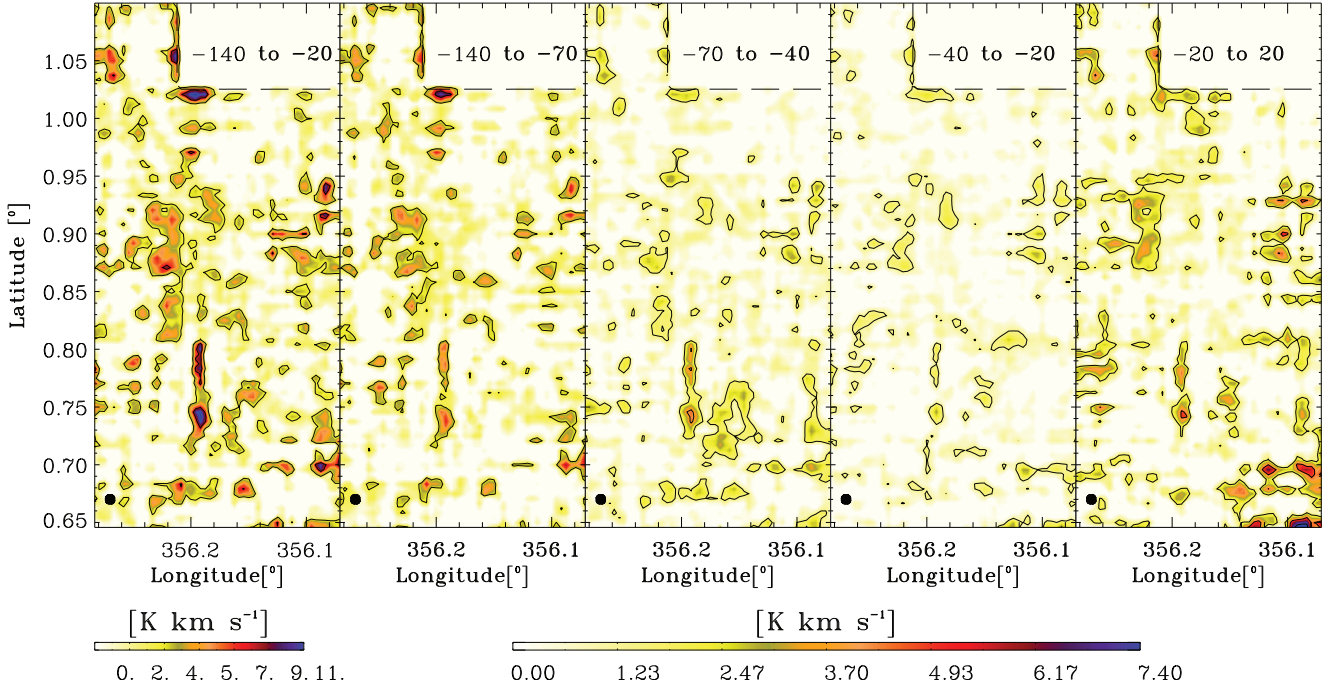 −140 to −20 −140 to −70 −70 to −40 −40 to −20 −20 to 20
1.05
1.00
0.95
0.90
0.85
0.80
0.75
0.70
0.65
Latitude [°]
356.2 356.1 356.2 356.1 356.2 356.1 356.2 356.1 356.2 356.1
Longitude[°] Longitude[°] Longitude[°] Longitude[°] Longitude[°]
[K km s⁻¹] [K km s⁻¹]
0. 2. 4. 5. 7. 9.11. 0.00 1.23 2.47 3.70 4.93 6.17 7.40